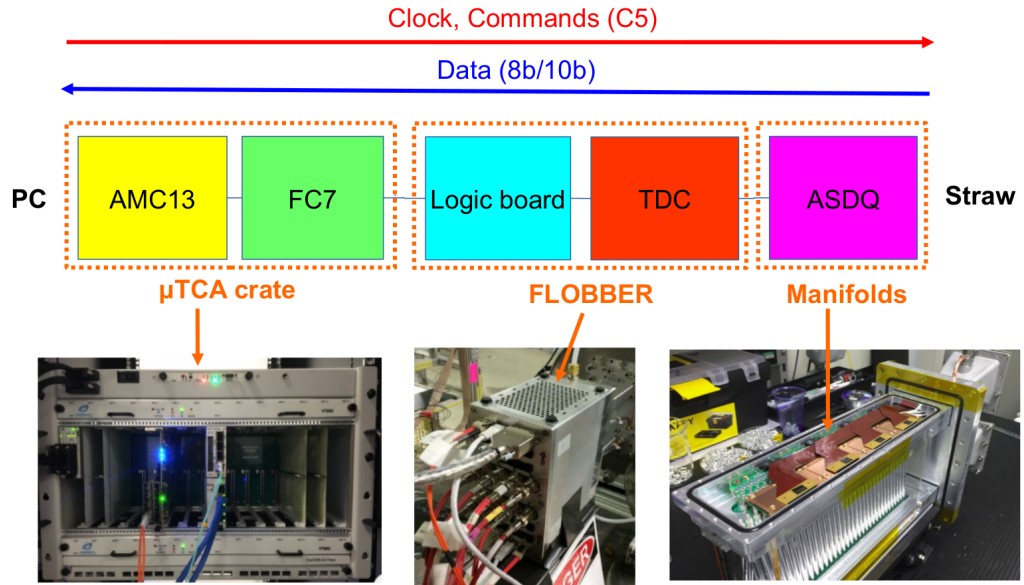 Clock, Commands (C5)
Data (8b/10b)
PC
AMC13
FC7
Logic board
TDC
ASDQ
Straw
µTCA crate
FLOBBER
Manifolds